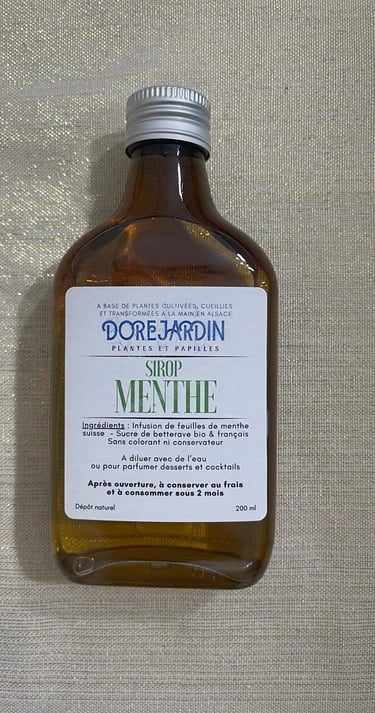 A BASE DE PLANTES CULTIVÉES, CUEILLIES
ET TRANSFORMÉES A LA MAIN EN ALSACE
DOREJARDIN
PLANTES ET PAPILLES
SIROP
MENTHE
Ingrédients : Infusion de feuilles de menthe
suisse - Sucre de betterave bio & français
Sans colorant ni conservateur
A diluer avec de l'eau
ou pour parfumer desserts et cocktails
Après ouverture, à conserver au frais
et à consommer sous 2 mois
Dépôt naturel
200 ml